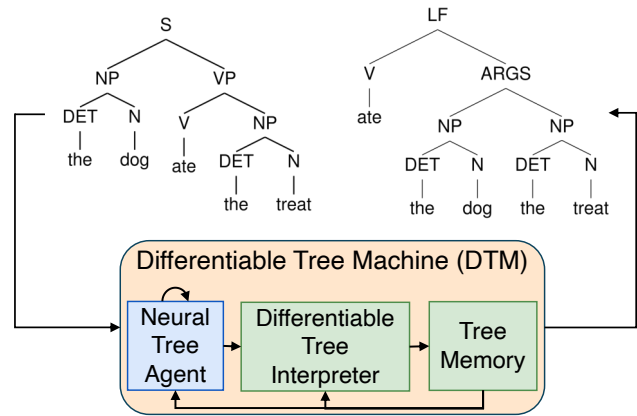 S
NP VP
DET N V NP
the dog ate DET N
the treat
LF
V ARGS
ate NP NP
DET N DET N
the dog the treat
Differentiable Tree Machine (DTM)
Neural
Tree
Agent
Differentiable
Tree
Interpreter
Tree
Memory